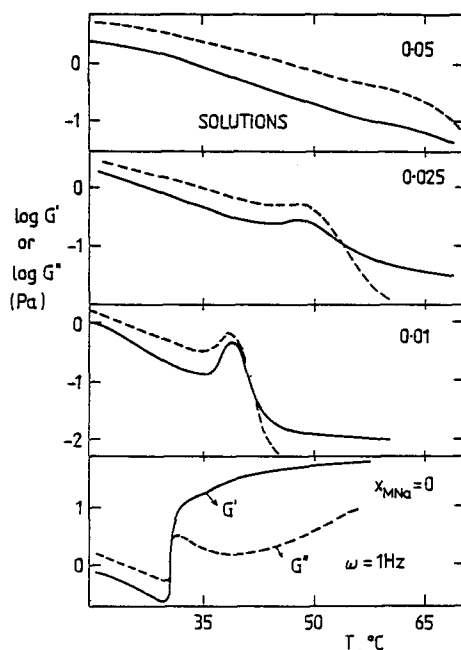 0
-1
SOLUTIONS
0·05
0
-1
0·025
log G'
or
log G"
(Pa)
0
-1
-2
0·01
1
0
x_MNa=0
G'
G"
ω = 1Hz
35
50
65
T °C